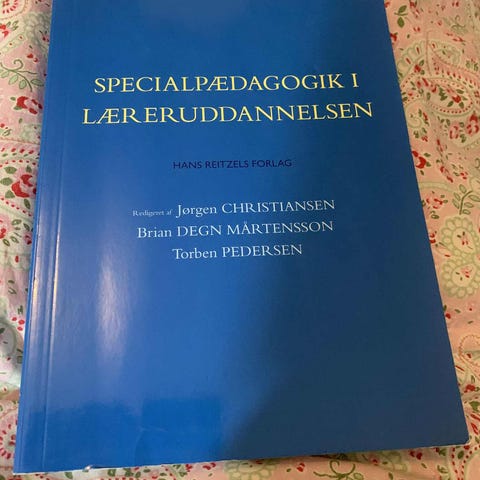 SPECIALPÆDAGOGIK I
LÆRERUDDANNELSEN
HANS REITZELS FORLAG
Redigeret af Jørgen CHRISTIANSEN
Brian DEGN MÅRTENSSON
Torben PEDERSEN